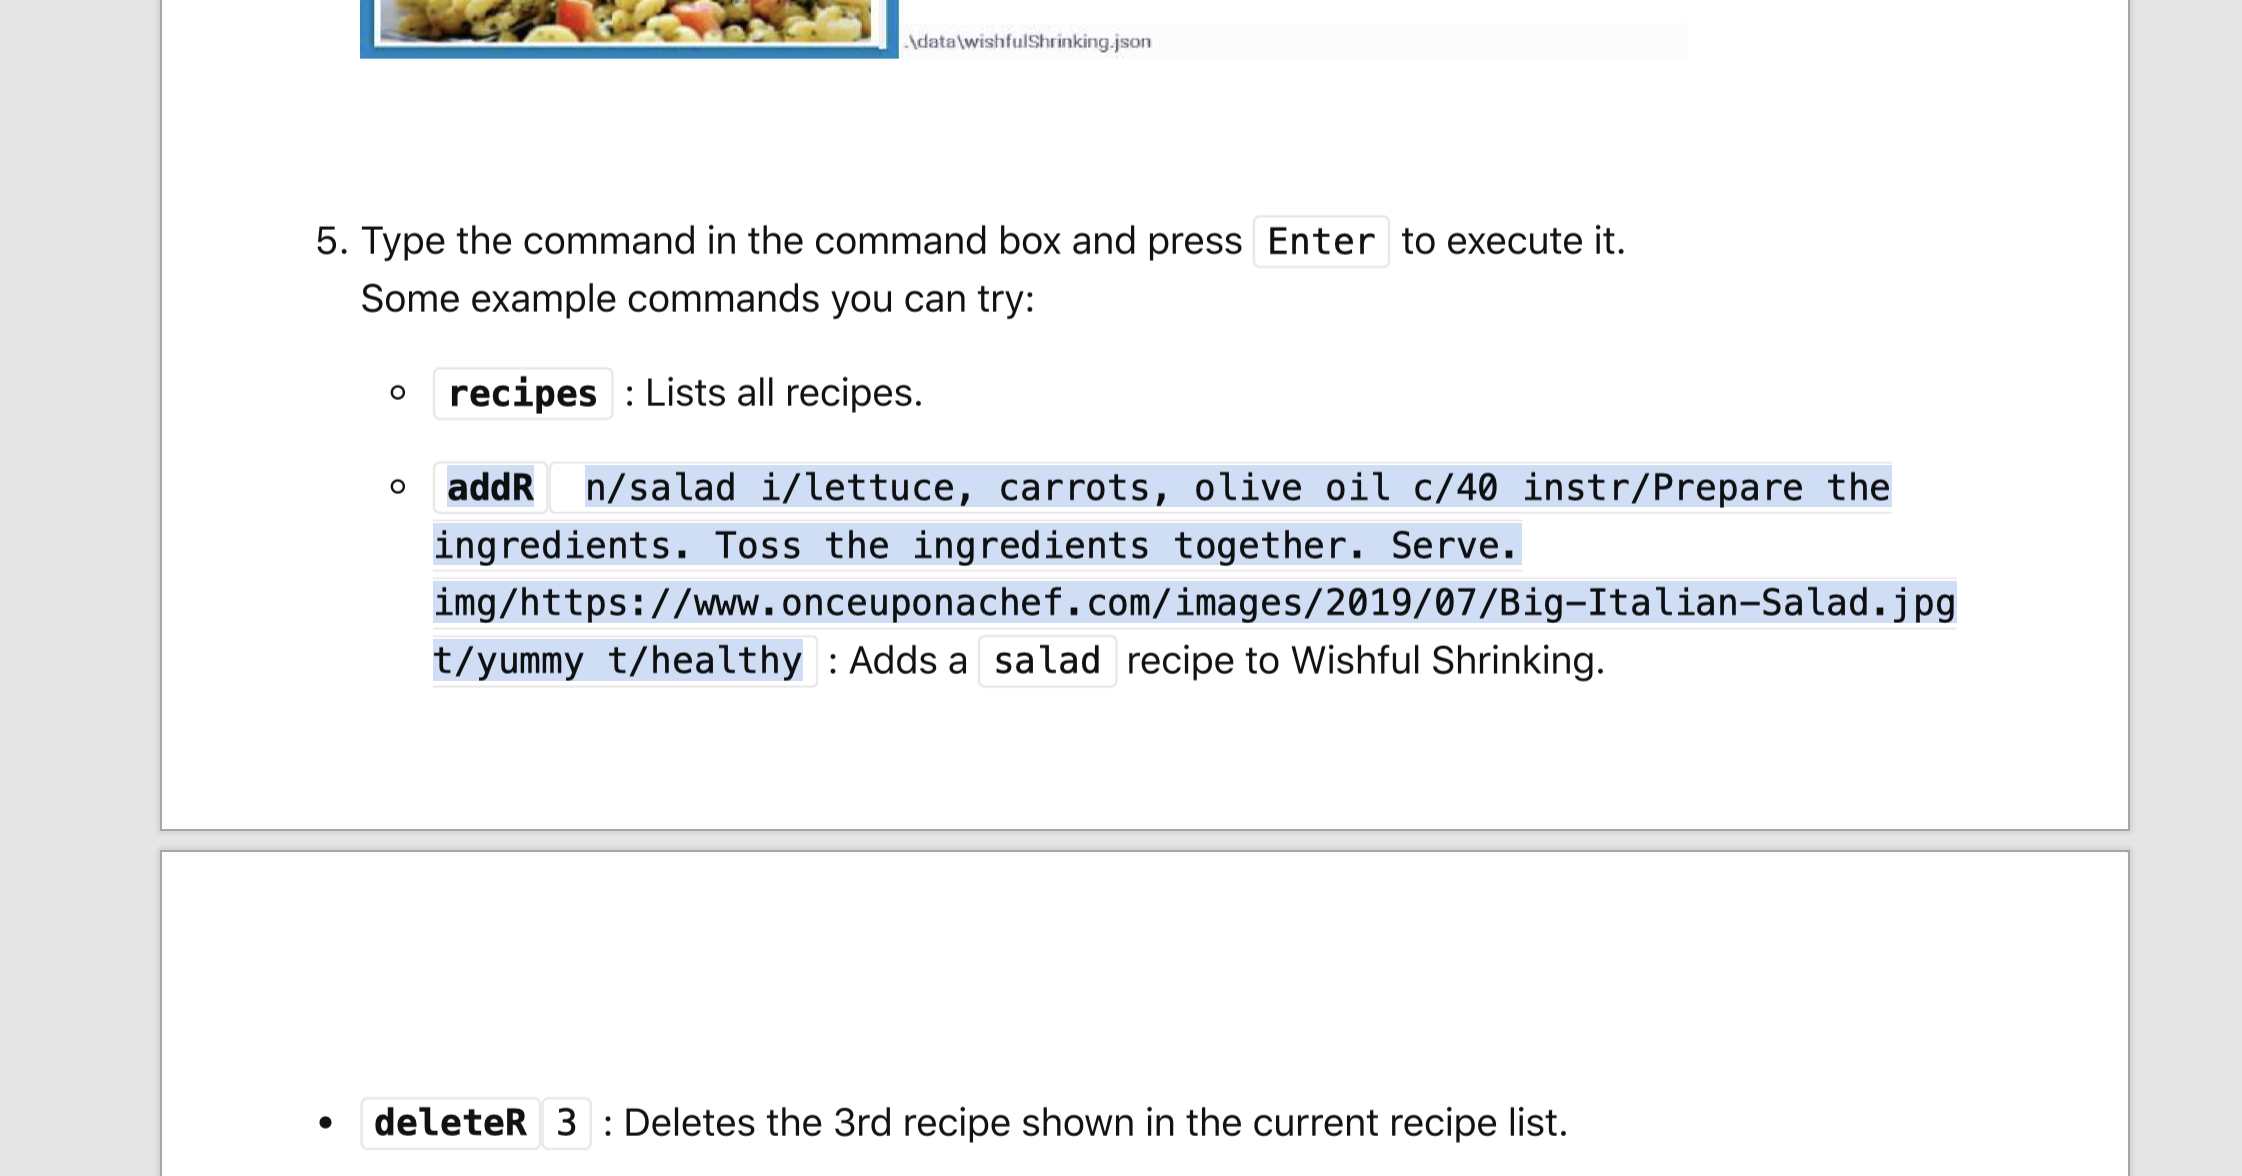 .\data\wishfulShrinking.json
5. Type the command in the command box and press Enter to execute it.
Some example commands you can try:
recipes : Lists all recipes.
addR n/salad i/lettuce, carrots, olive oil c/40 instr/Prepare the
ingredients. Toss the ingredients together. Serve.
img/https://www.onceuponachef.com/images/2019/07/Big-Italian-Salad.jpg
t/yummy t/healthy : Adds a salad recipe to Wishful Shrinking.
deleteR 3 : Deletes the 3rd recipe shown in the current recipe list.